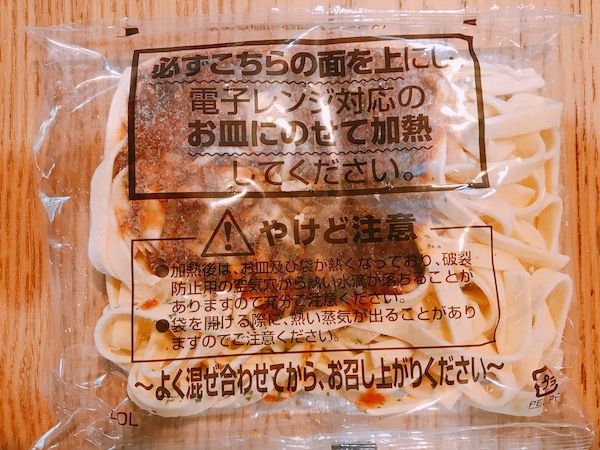 必ずこちらの面を上にし
電子レンジ対応の
お皿にのせて加熱
してください。
やけど注意
●加熱後は、お皿及び袋が熱くなっており、破裂
防止用の空気穴から熱い水滴が落ちることが
ありますので充分ご注意ください。
●袋を開ける際に、熱い蒸気が出ることがあり
ますのでご注意ください。
〜よく混ぜ合わせてから、お召し上がりください〜
プラ